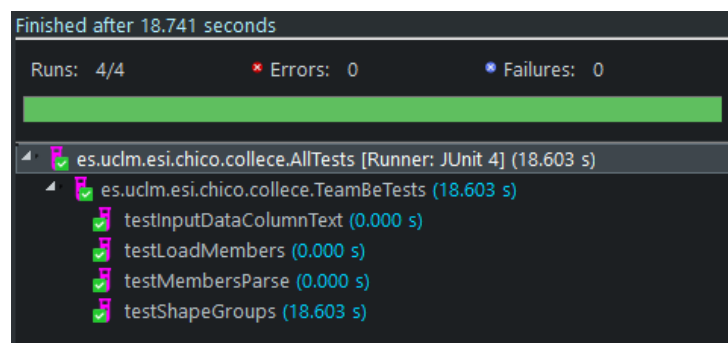 Finished after 18.741 seconds
Runs: 4/4 Errors: 0 Failures: 0
es.uclm.esi.chico.collece.AllTests [Runner: JUnit 4] (18.603 s)
es.uclm.esi.chico.collece.TeamBeTests (18.603 s)
testInputDataColumnText (0.000 s)
testLoadMembers (0.000 s)
testMembersParse (0.000 s)
testShapeGroups (18.603 s)